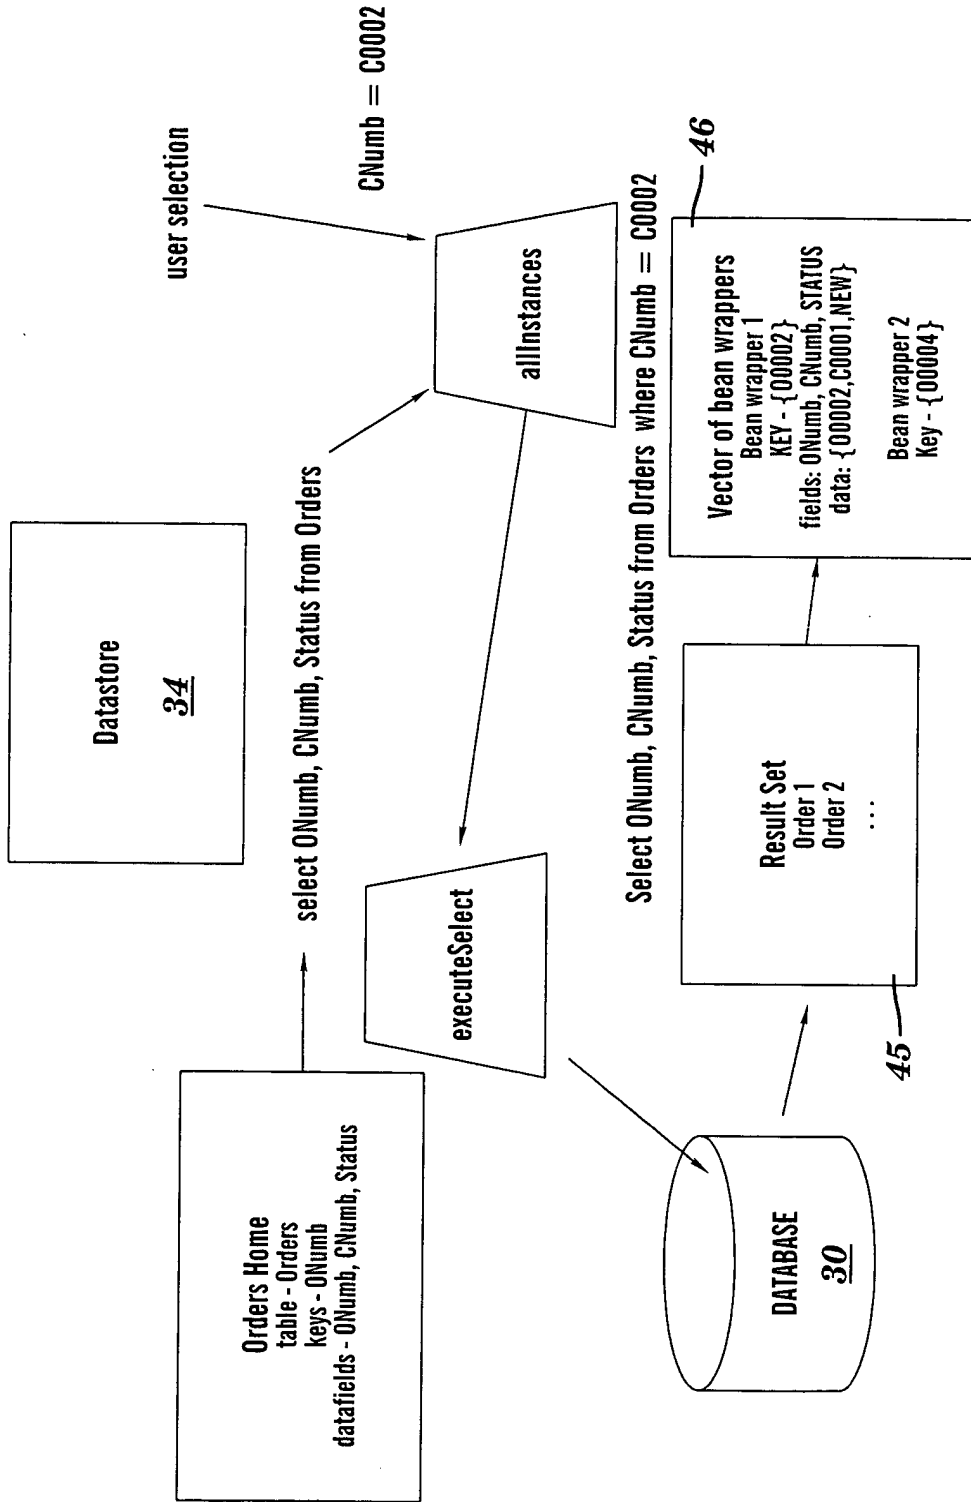 Datastore
34
user selection
CNumb = C0002
Orders Home
table - Orders
keys - ONumb
datafields - ONumb, CNumb, Status
select ONumb, CNumb, Status from Orders
allInstances
executeSelect
Select ONumb, CNumb, Status from Orders where CNumb = C0002
DATABASE
30
Result Set
Order 1
Order 2
...
45
Vector of bean wrappers
Bean wrapper 1
KEY - {O0002}
fields: ONumb, CNumb, STATUS
data: {O0002,C0001,NEW}
Bean wrapper 2
Key - {O0004}
46